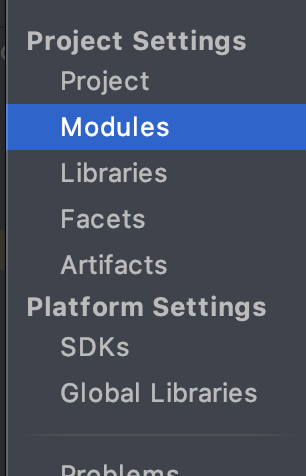 Project Settings
Project
Modules
Libraries
Facets
Artifacts
Platform Settings
SDKs
Global Libraries
Problems